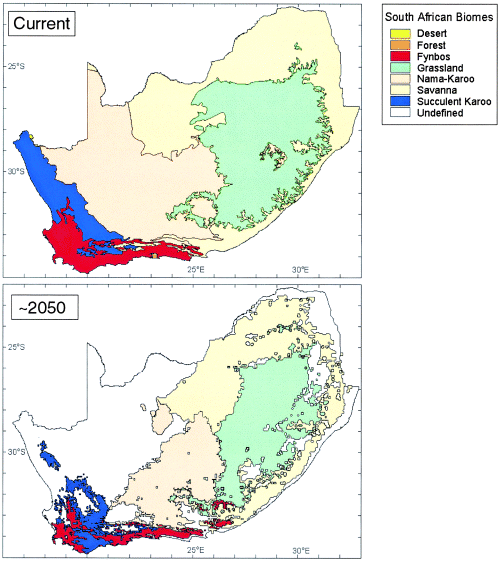 Current
25°S
30°S
25°E
30°E
South African Biomes
Desert
Forest
Fynbos
Grassland
Nama-Karoo
Savanna
Succulent Karoo
Undefined
~2050
25°S
30°S
25°E
30°E